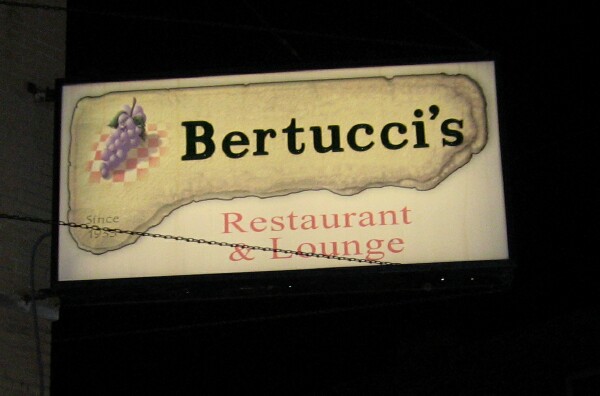 Bertucci's
Since
Restaurant
& Lounge